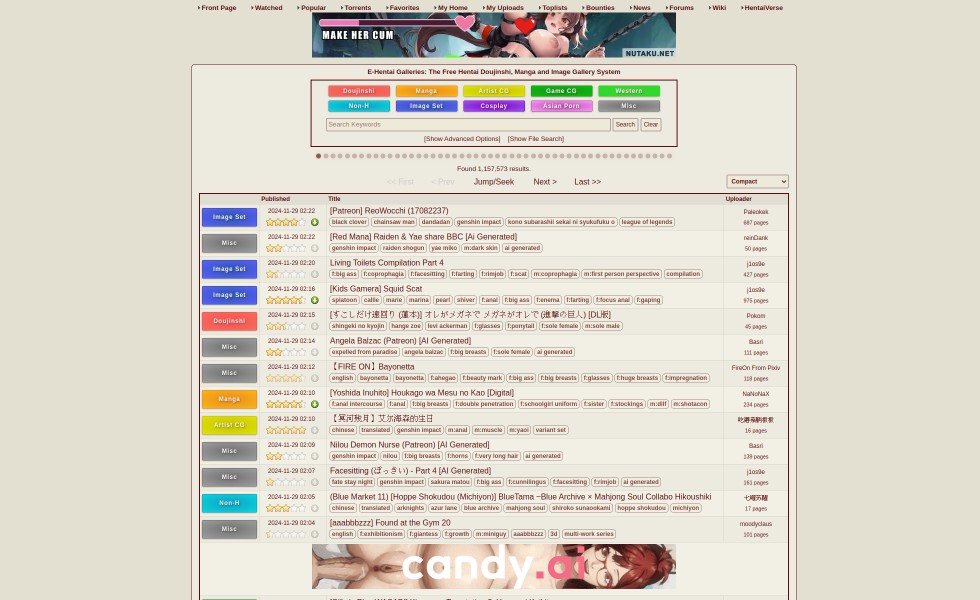 Front Page Watched Popular Torrents Favorites My Home My Uploads Toplists Bounties News Forums Wiki HentaiVerse
MAKE HER CUM
NUTAKU.NET
E-Hentai Galleries: The Free Hentai Doujinshi, Manga and Image Gallery System
Doujinshi Manga Artist CG Game CG Western
Non-H Image Set Cosplay Asian Porn Misc
Search Keywords Search Clear
[Show Advanced Options] [Show File Search]
Found 1,157,573 results.
<< First < Prev Jump/Seek Next > Last >> Compact
Published Title Uploader
Image Set 2024-11-29 02:22 [Patreon] ReoWocchi (17082237) Paleokek
black clover chainsaw man dandadan genshin impact kono subarashii sekai ni syukufuku o league of legends 687 pages
Misc 2024-11-29 02:22 [Red Mana] Raiden & Yae share BBC [Ai Generated] reinDank
genshin impact raiden shogun yae miko m:dark skin ai generated 50 pages
Image Set 2024-11-29 02:20 Living Toilets Compilation Part 4 j1os9e
f:big ass f:coprophagia f:facesitting f:farting f:rimjob f:scat m:coprophagia m:first person perspective compilation 427 pages
Image Set 2024-11-29 02:16 [Kids Gamera] Squid Scat j1os9e
splatoon callie marie marina pearl shiver f:anal f:big ass f:enema f:farting f:focus anal f:gaping 975 pages
Doujinshi 2024-11-29 02:15 [すこしだけ遠回り (蓮本)] オレがメガネで メガネがオレで (進撃の巨人) [DL版] Pokom
shingeki no kyojin hange zoe levi ackerman f:glasses f:ponytail f:sole female m:sole male 45 pages
Misc 2024-11-29 02:14 Angela Balzac (Patreon) [AI Generated] Basri
expelled from paradise angela balzac f:big breasts f:sole female ai generated 111 pages
Misc 2024-11-29 02:12 【FIRE ON】Bayonetta FireOn From Pixiv
english bayonetta bayonetta f:ahegao f:beauty mark f:big ass f:big breasts f:glasses f:huge breasts f:impregnation 118 pages
Manga 2024-11-29 02:10 [Yoshida Inuhito] Houkago wa Mesu no Kao [Digital] NaNoNaX
f:anal intercourse f:anal f:big breasts f:double penetration f:schoolgirl uniform f:sister f:stockings m:dilf m:shotacon 234 pages
Artist CG 2024-11-29 02:10 【冥河残月】艾尔海森的生日
chinese translated genshin impact m:anal m:muscle m:yaoi variant set 16 pages
Misc 2024-11-29 02:09 Nilou Demon Nurse (Patreon) [AI Generated] Basri
genshin impact nilou f:big breasts f:horns f:very long hair ai generated 139 pages
Misc 2024-11-29 02:07 Facesitting (ぼっきい) - Part 4 [AI Generated] j1os9e
fate stay night genshin impact sakura matou f:big ass f:cunnilingus f:facesitting f:rimjob ai generated 161 pages
Non-H 2024-11-29 02:05 (Blue Market 11) [Hoppe Shokudou (Michiyon)] BlueTama ~Blue Archive × Mahjong Soul Collabo Hikoushiki
chinese translated arknights azur lane blue archive mahjong soul shiroko sunaookami hoppe shokudou michiyon 17 pages
Misc 2024-11-29 02:04 [aaabbbzzz] Found at the Gym 20 moodyclaus
english f:exhibitionism f:giantess f:growth m:miniguy aaabbbzzz 3d multi-work series 101 pages
candy.ai